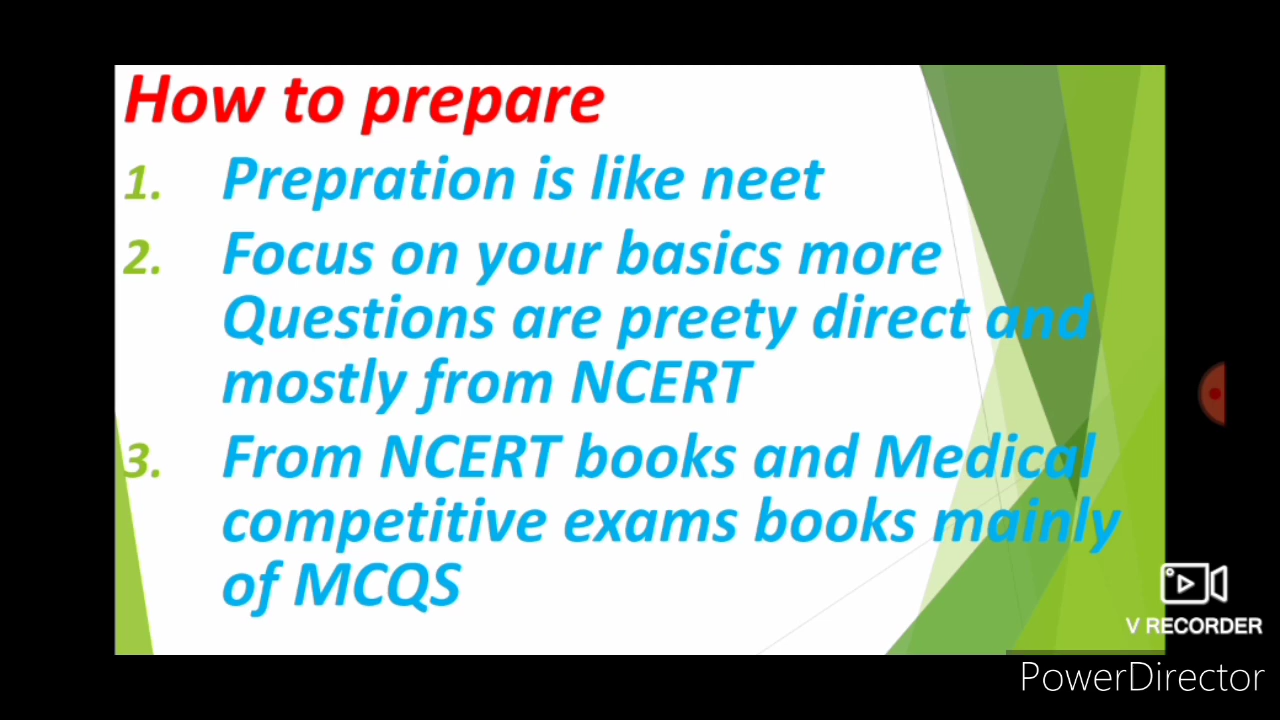 How to prepare
1. Prepration is like neet
2. Focus on your basics more
Questions are preety direct and
mostly from NCERT
3. From NCERT books and Medical
competitive exams books mainly
of MCQS
V RECORDER
PowerDirector